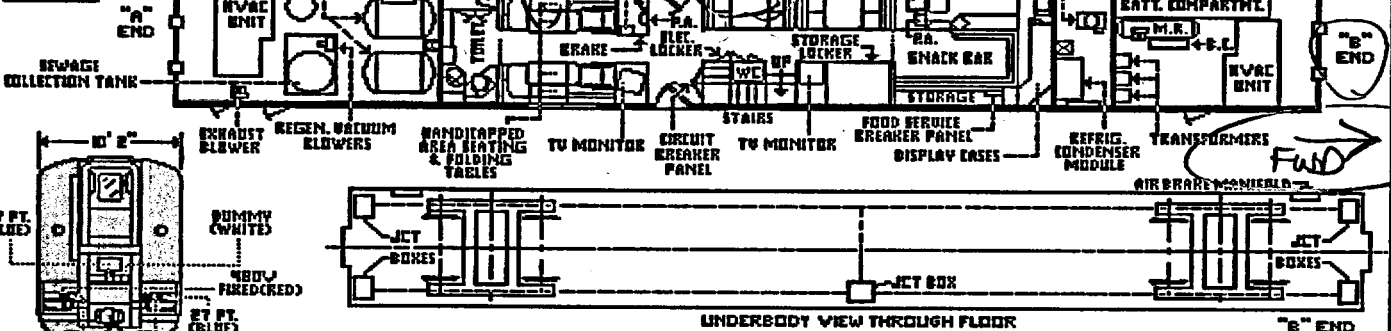 "A"
END
HVAC
UNIT
SEWAGE
COLLECTION TANK
EXHAUST
BLOWER
REGEN. VACUUM
BLOWERS
TOILET
HANDICAPPED
AREA SEATING
& FOLDING
TABLES
BRAKE
P.A.
ELEC.
LOCKER
TV MONITOR
CIRCUIT
BREAKER
PANEL
WC
STAIRS
UP
TV MONITOR
STORAGE
LOCKER
P.A.
SNACK BAR
STORAGE
FOOD SERVICE
BREAKER PANEL
DISPLAY CASES
REFRIG.
CONDENSER
MODULE
BATT. COMPARTMT.
M.R.
B.C.
HVAC
UNIT
TRANSFORMERS
"B"
END
FWD
AIR BRAKE MANIFOLD
10' 2"
DUMMY
(WHITE)
480V
FIXED(RED)
27 PT.
(BLUE)
JCT
BOXES
JCT BOX
JCT
BOXES
UNDERBODY VIEW THROUGH FLOOR
"B" END